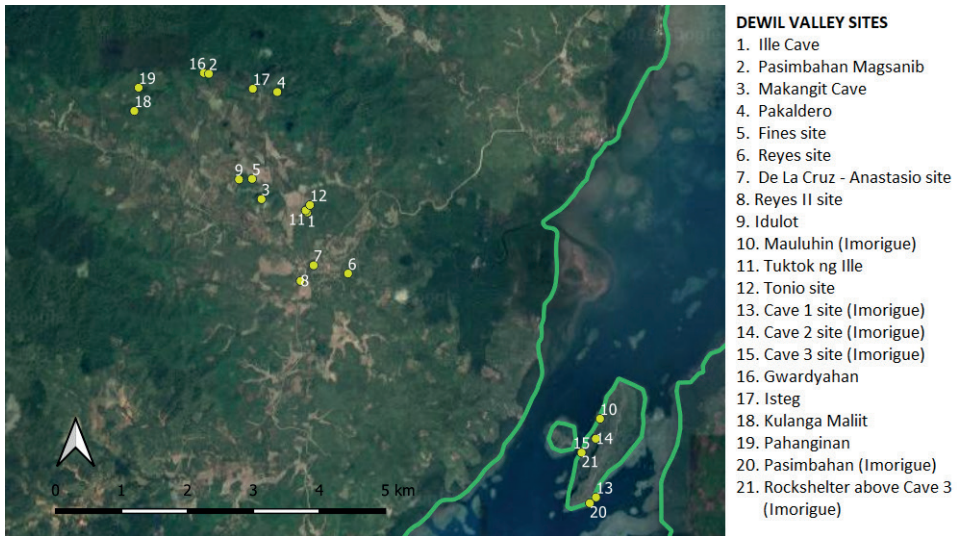 DEWIL VALLEY SITES
1. Ille Cave
2. Pasimbahan Magsanib
3. Makangit Cave
4. Pakaldero
5. Fines site
6. Reyes site
7. De La Cruz - Anastasio site
8. Reyes II site
9. Idulot
10. Mauluhin (Imorigue)
11. Tuktok ng Ille
12. Tonio site
13. Cave 1 site (Imorigue)
14. Cave 2 site (Imorigue)
15. Cave 3 site (Imorigue)
16. Gwardyahan
17. Isteg
18. Kulanga Maliit
19. Pahanginan
20. Pasimbahan (Imorigue)
21. Rockshelter above Cave 3
(Imorigue)
16 2
19 17 4
18
9 5
3 12
11 1
7 6
8
10
15 14
21
13
20
0 1 2 3 4 5 km